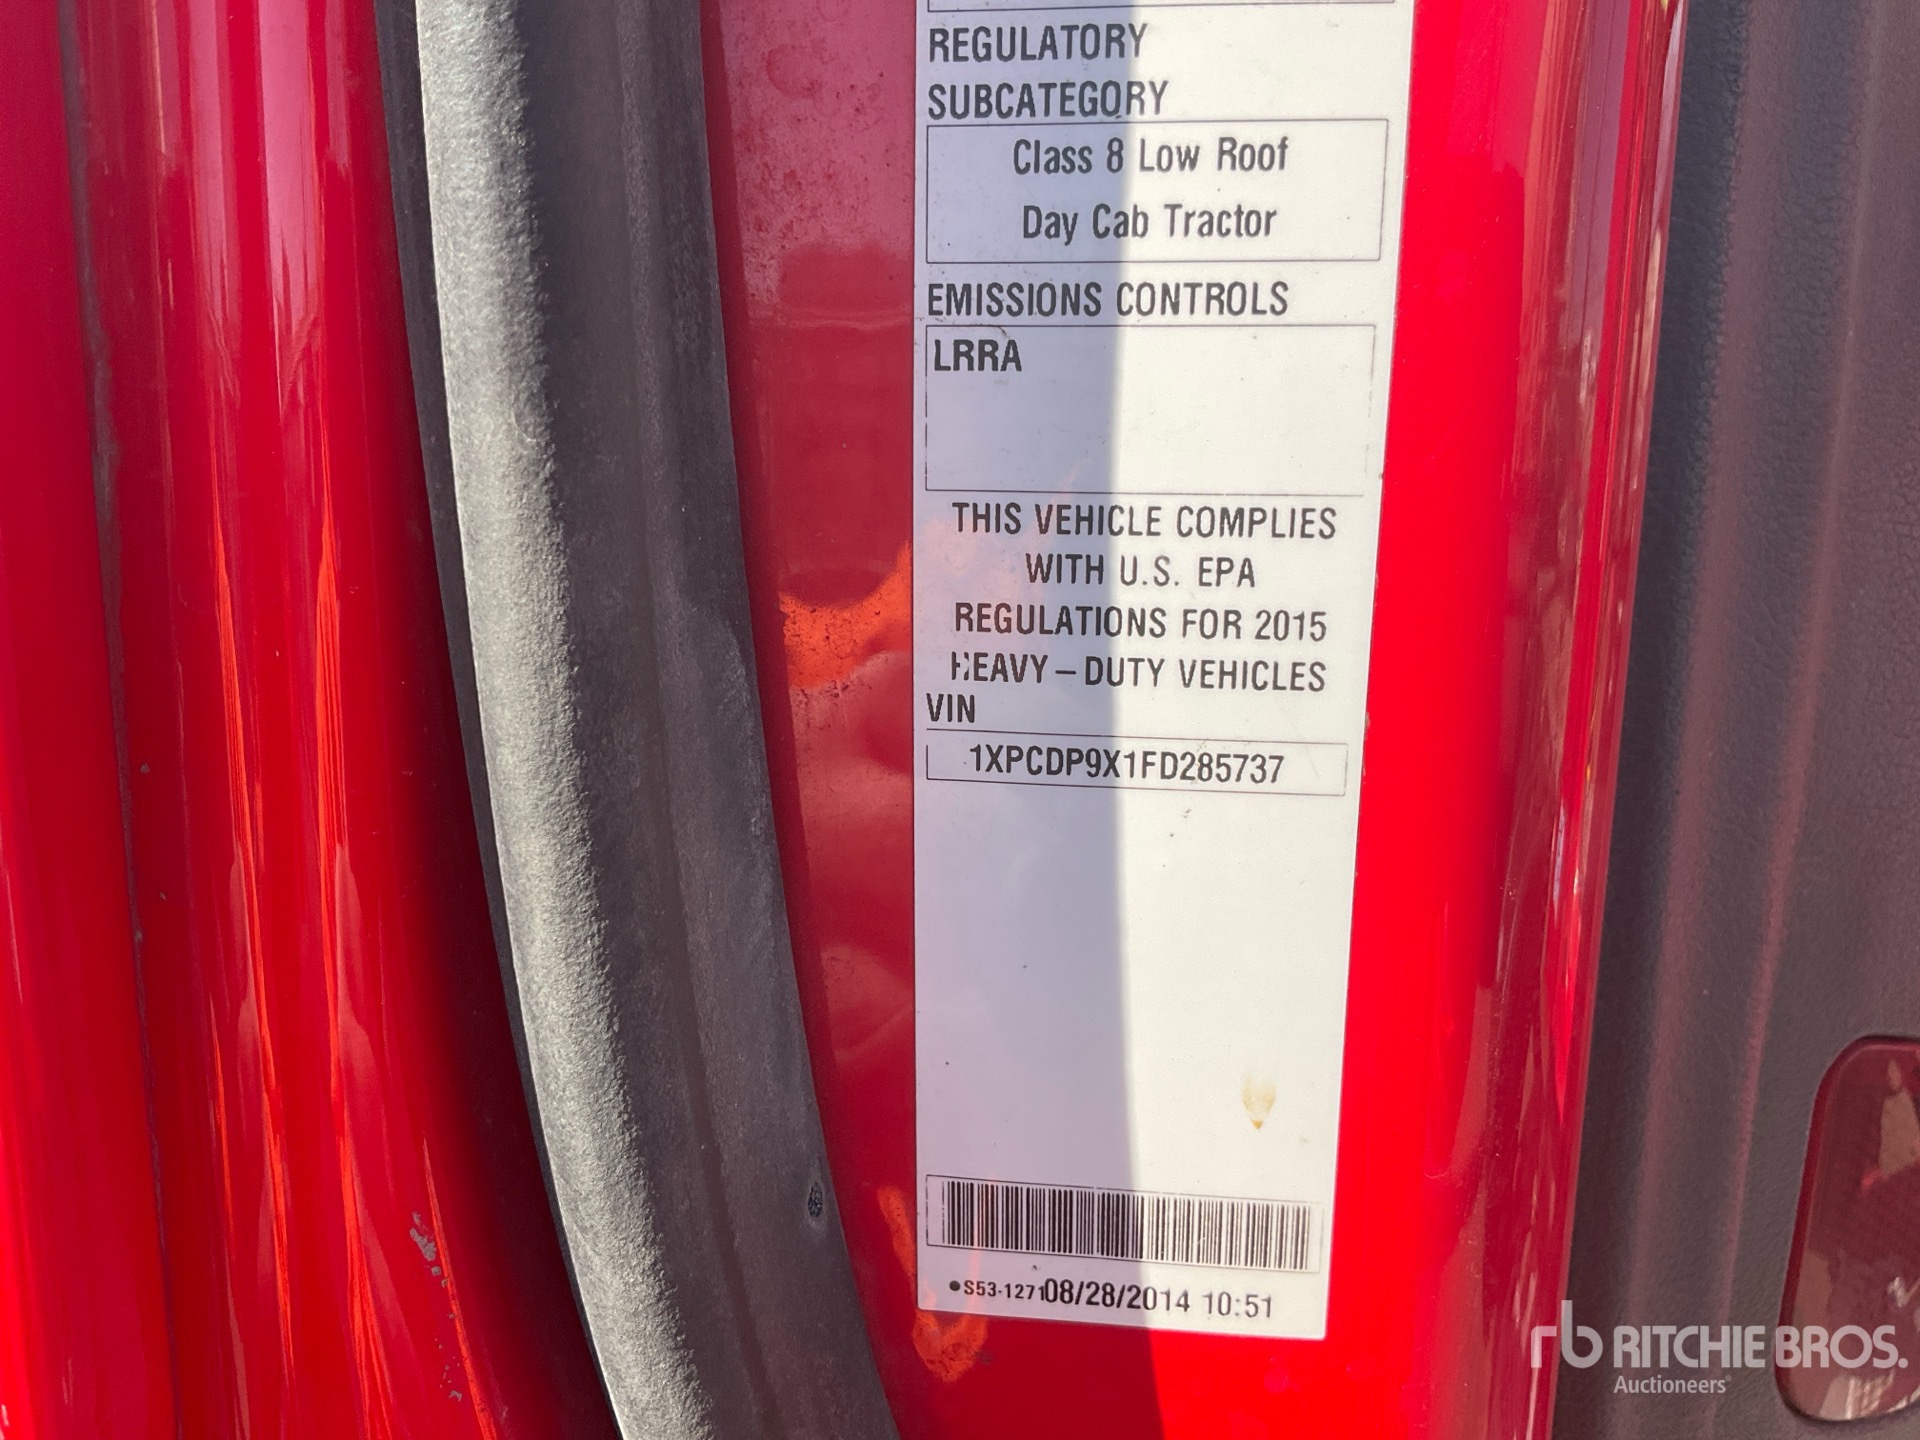 REGULATORY
SUBCATEGORY
Class 8 Low Roof
Day Cab Tractor
EMISSIONS CONTROLS
LRRA
THIS VEHICLE COMPLIES
WITH U.S. EPA
REGULATIONS FOR 2015
HEAVY-DUTY VEHICLES
VIN
1XPCDP9X1FD285737
•S53-1271 08/28/2014 10:51
rb RITCHIE BROS.
Auctioneers